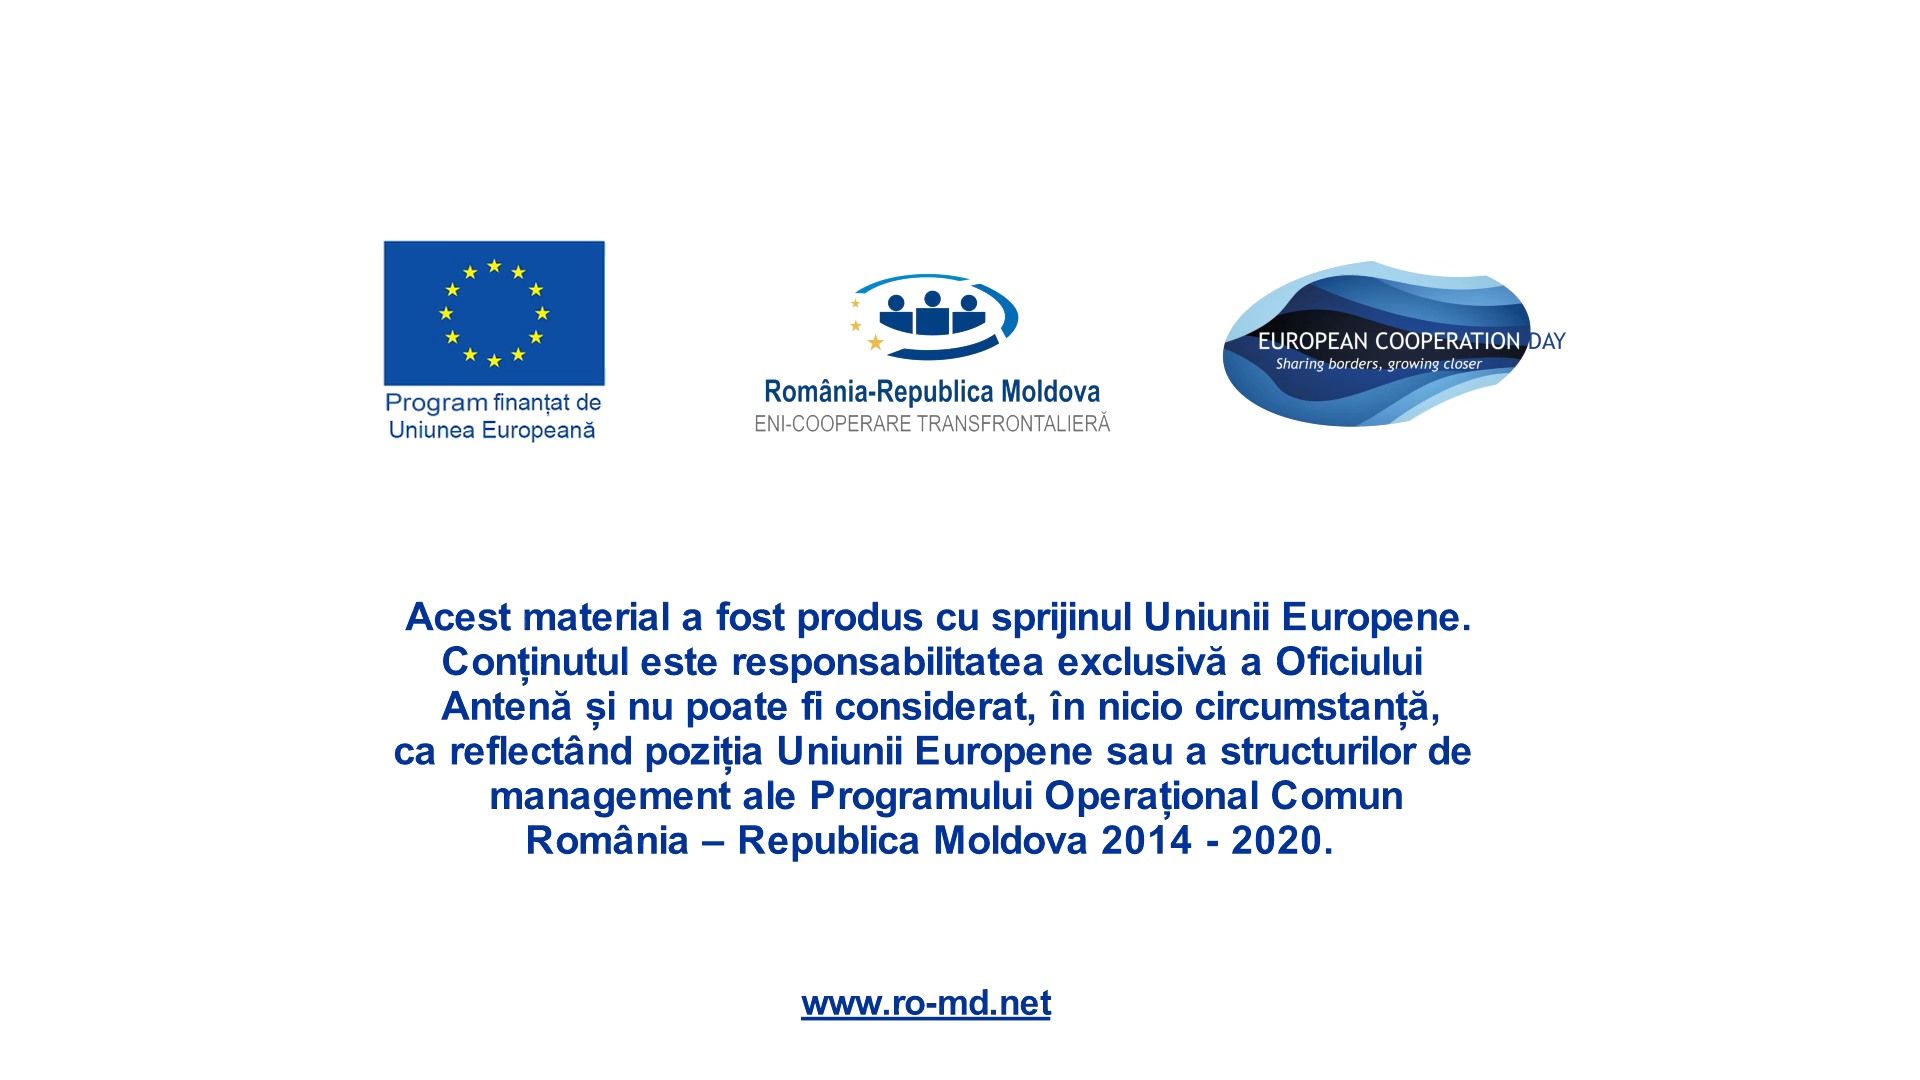 Program finanțat de
Uniunea Europeană
România-Republica Moldova
ENI-COOPERARE TRANSFRONTALIERĂ
EUROPEAN COOPERATION DAY
Sharing borders, growing closer
Acest material a fost produs cu sprijinul Uniunii Europene.
Conținutul este responsabilitatea exclusivă a Oficiului
Antenă și nu poate fi considerat, în nicio circumstanță,
ca reflectând poziția Uniunii Europene sau a structurilor de
management ale Programului Operațional Comun
România – Republica Moldova 2014 - 2020.
www.ro-md.net